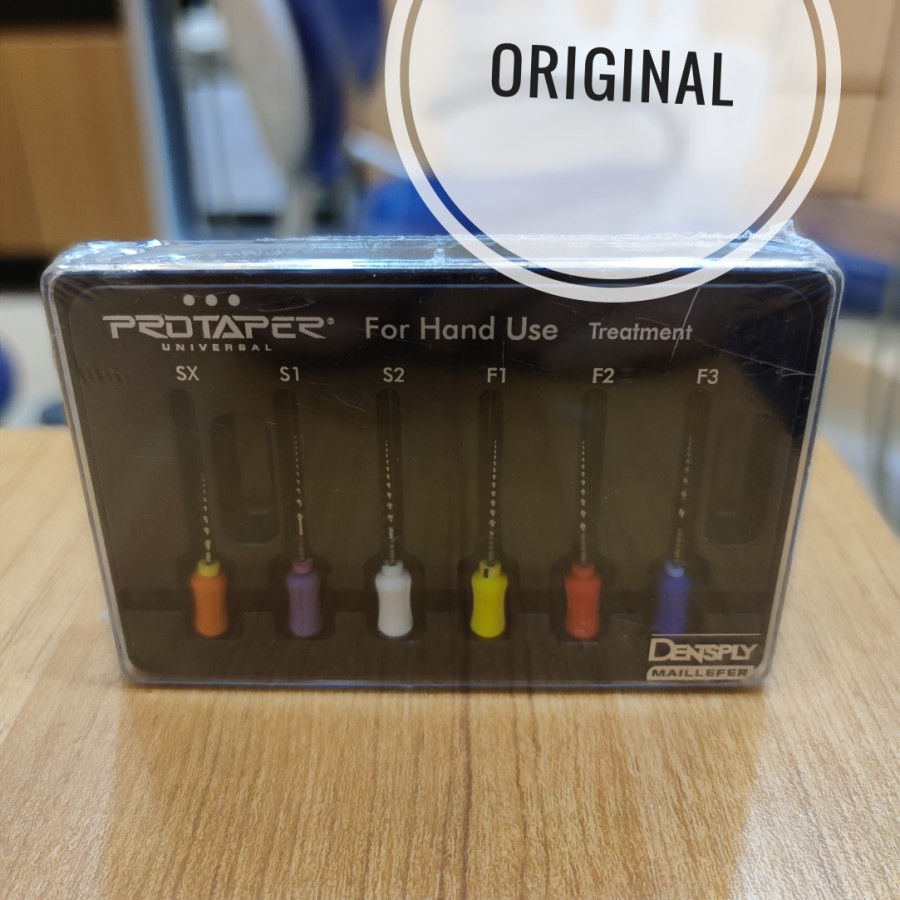 ORIGINAL
PROTAPER® For Hand Use Treatment
UNIVERSAL
SX S1 S2 F1 F2 F3
DENTSPLY
MAILLEFER